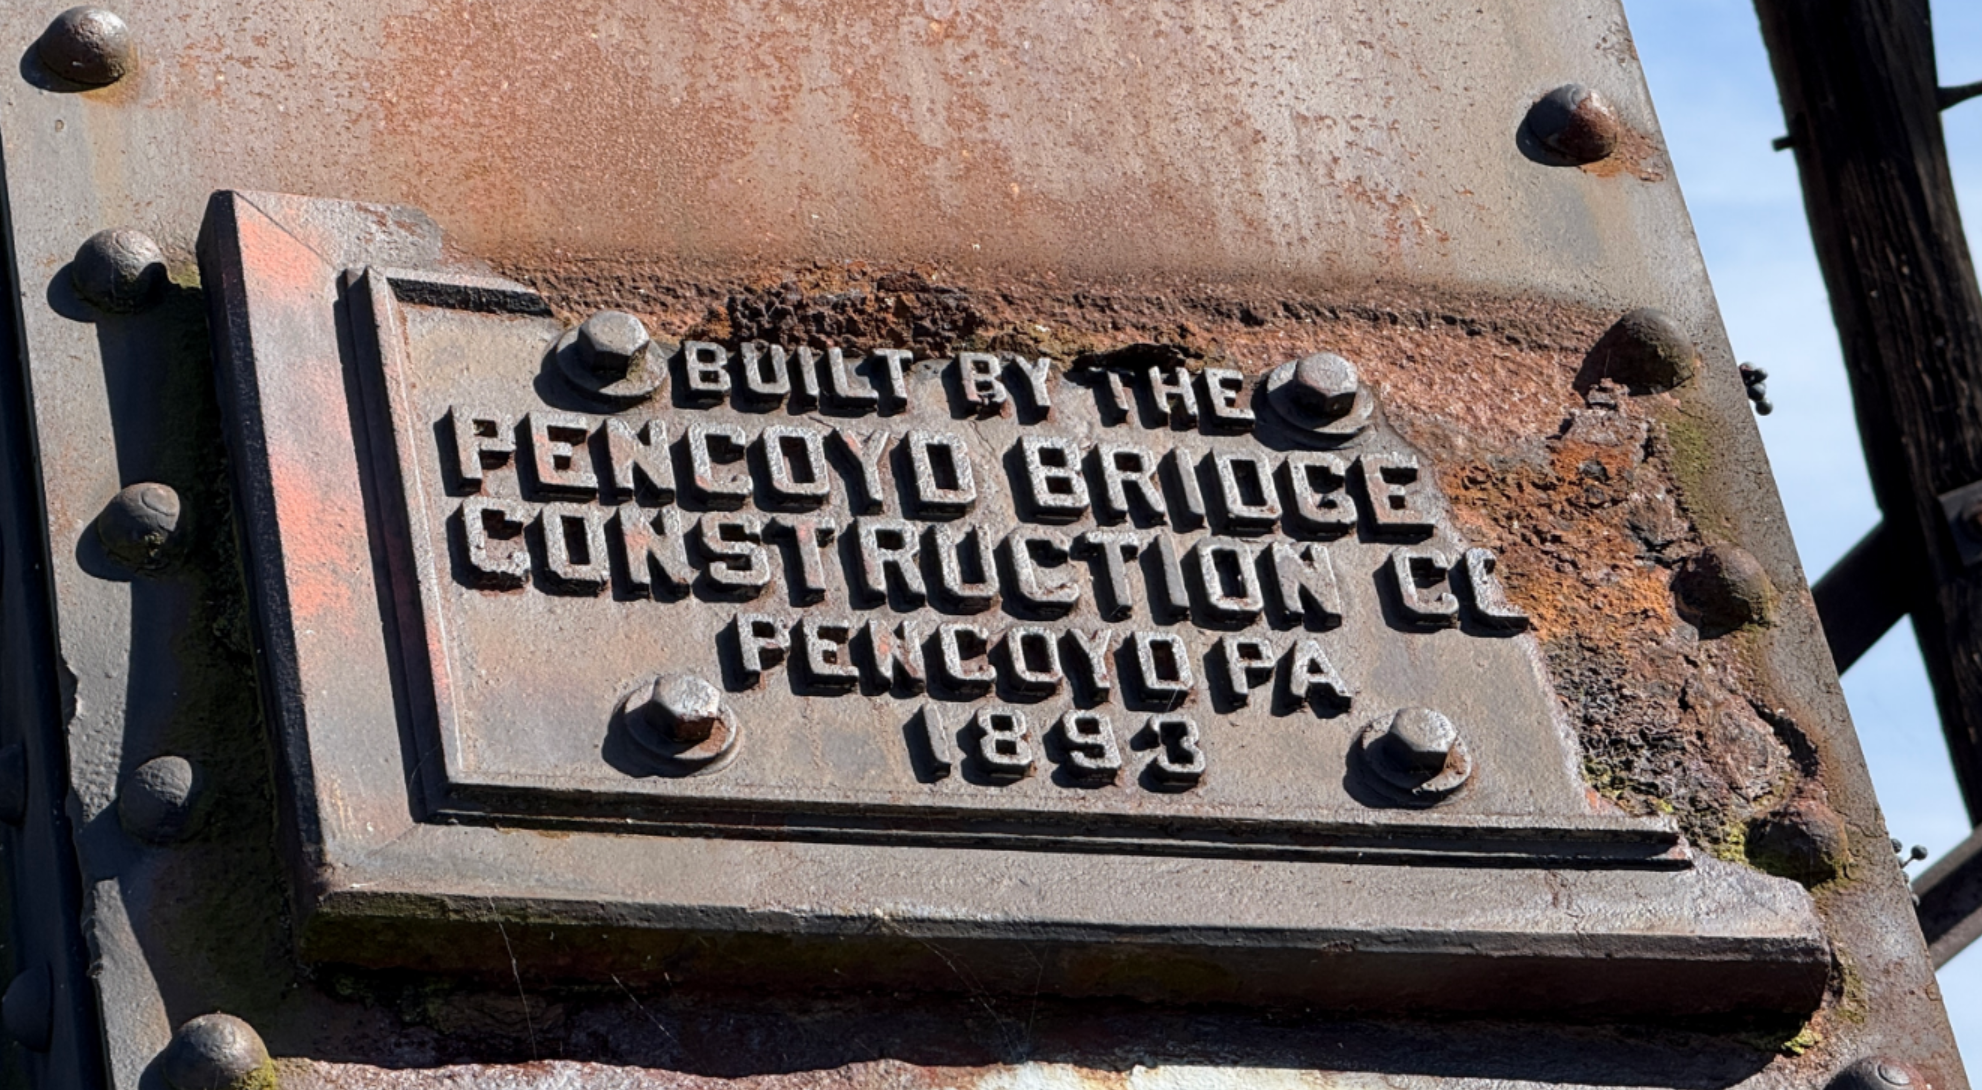 BUILT BY THE
PENCOYD BRIDGE
CONSTRUCTION CO
PENCOYD PA
1893